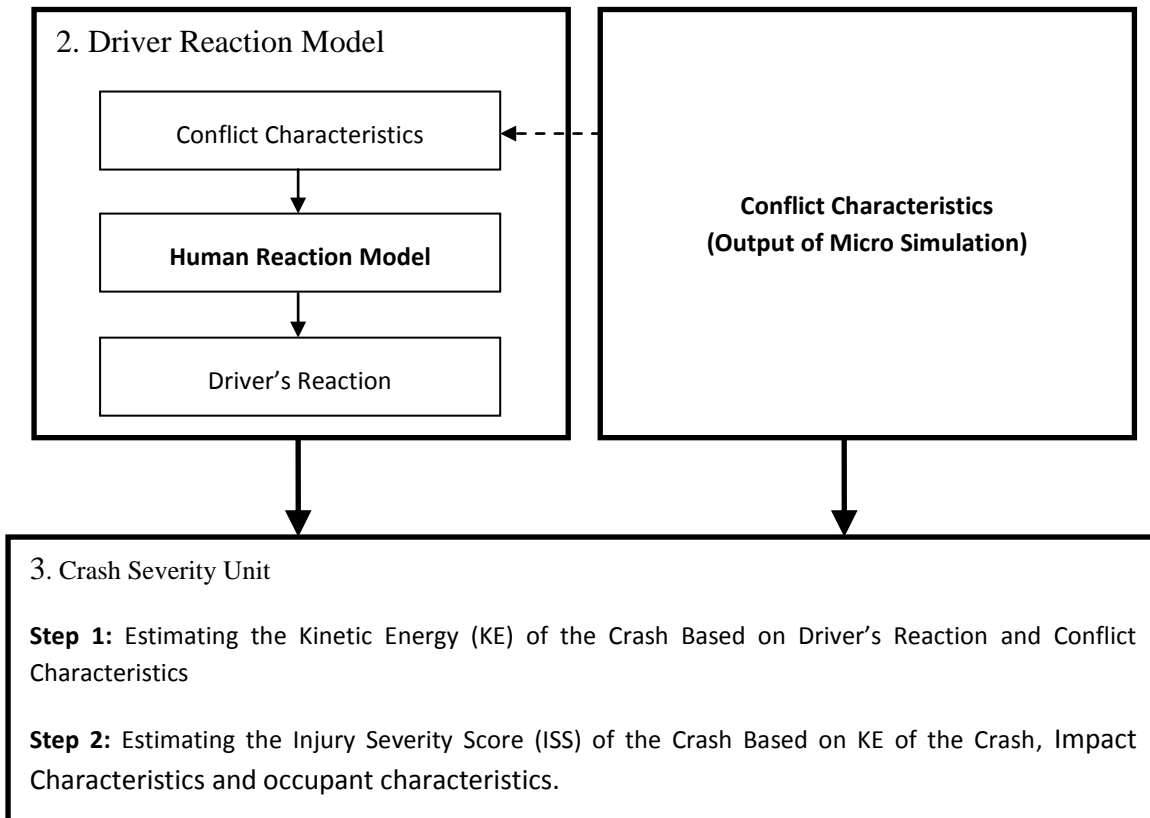 2. Driver Reaction Model
Conflict Characteristics
Human Reaction Model
Driver’s Reaction
Conflict Characteristics
(Output of Micro Simulation)
3. Crash Severity Unit
Step 1: Estimating the Kinetic Energy (KE) of the Crash Based on Driver’s Reaction and Conflict
Characteristics
Step 2: Estimating the Injury Severity Score (ISS) of the Crash Based on KE of the Crash, Impact
Characteristics and occupant characteristics.